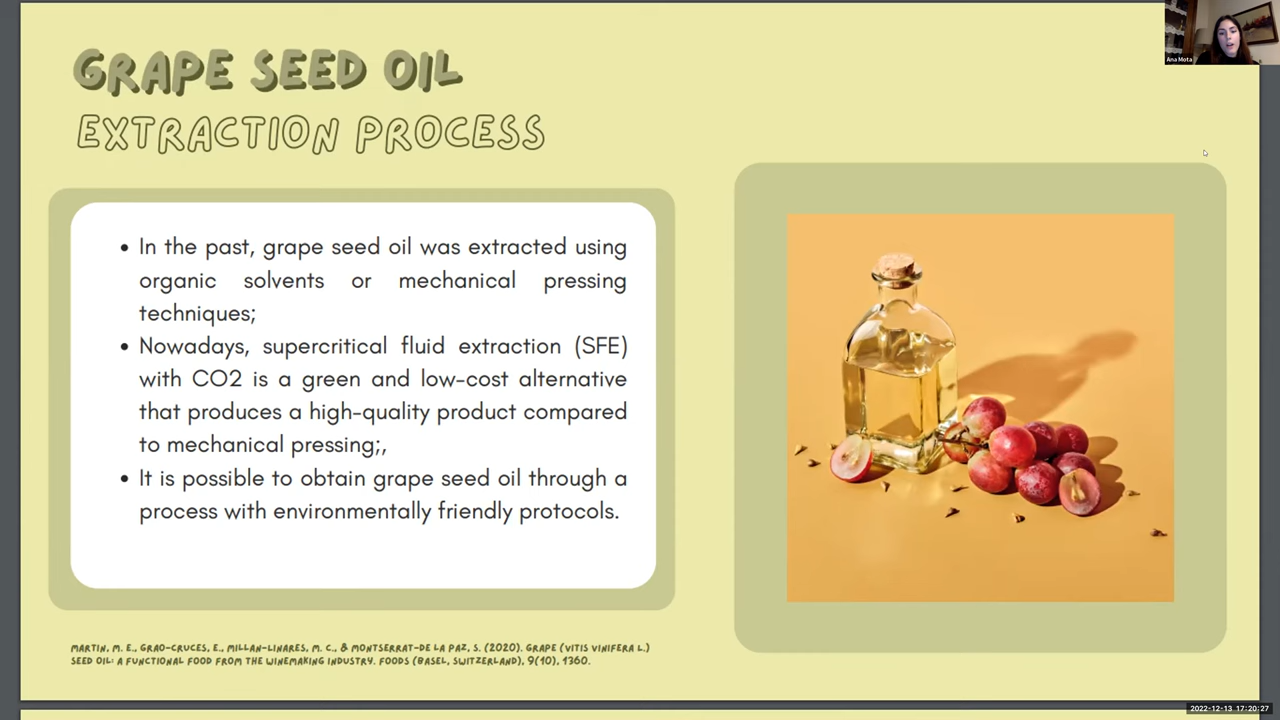 GRAPE SEED OIL
EXTRACTION PROCESS
Ana Mota
• In the past, grape seed oil was extracted using
organic solvents or mechanical pressing
techniques;
• Nowadays, supercritical fluid extraction (SFE)
with CO2 is a green and low-cost alternative
that produces a high-quality product compared
to mechanical pressing;,
• It is possible to obtain grape seed oil through a
process with environmentally friendly protocols.
MARTIN, M. E., GRAO-CRUCES, E., MILLAN-LINARES, M. C., & MONTSERRAT-DE LA PAZ, S. (2020). GRAPE (VITIS VINIFERA L.)
SEED OIL: A FUNCTIONAL FOOD FROM THE WINEMAKING INDUSTRY. FOODS (BASEL, SWITZERLAND), 9(10), 1360.
2022-12-13 17:20:27